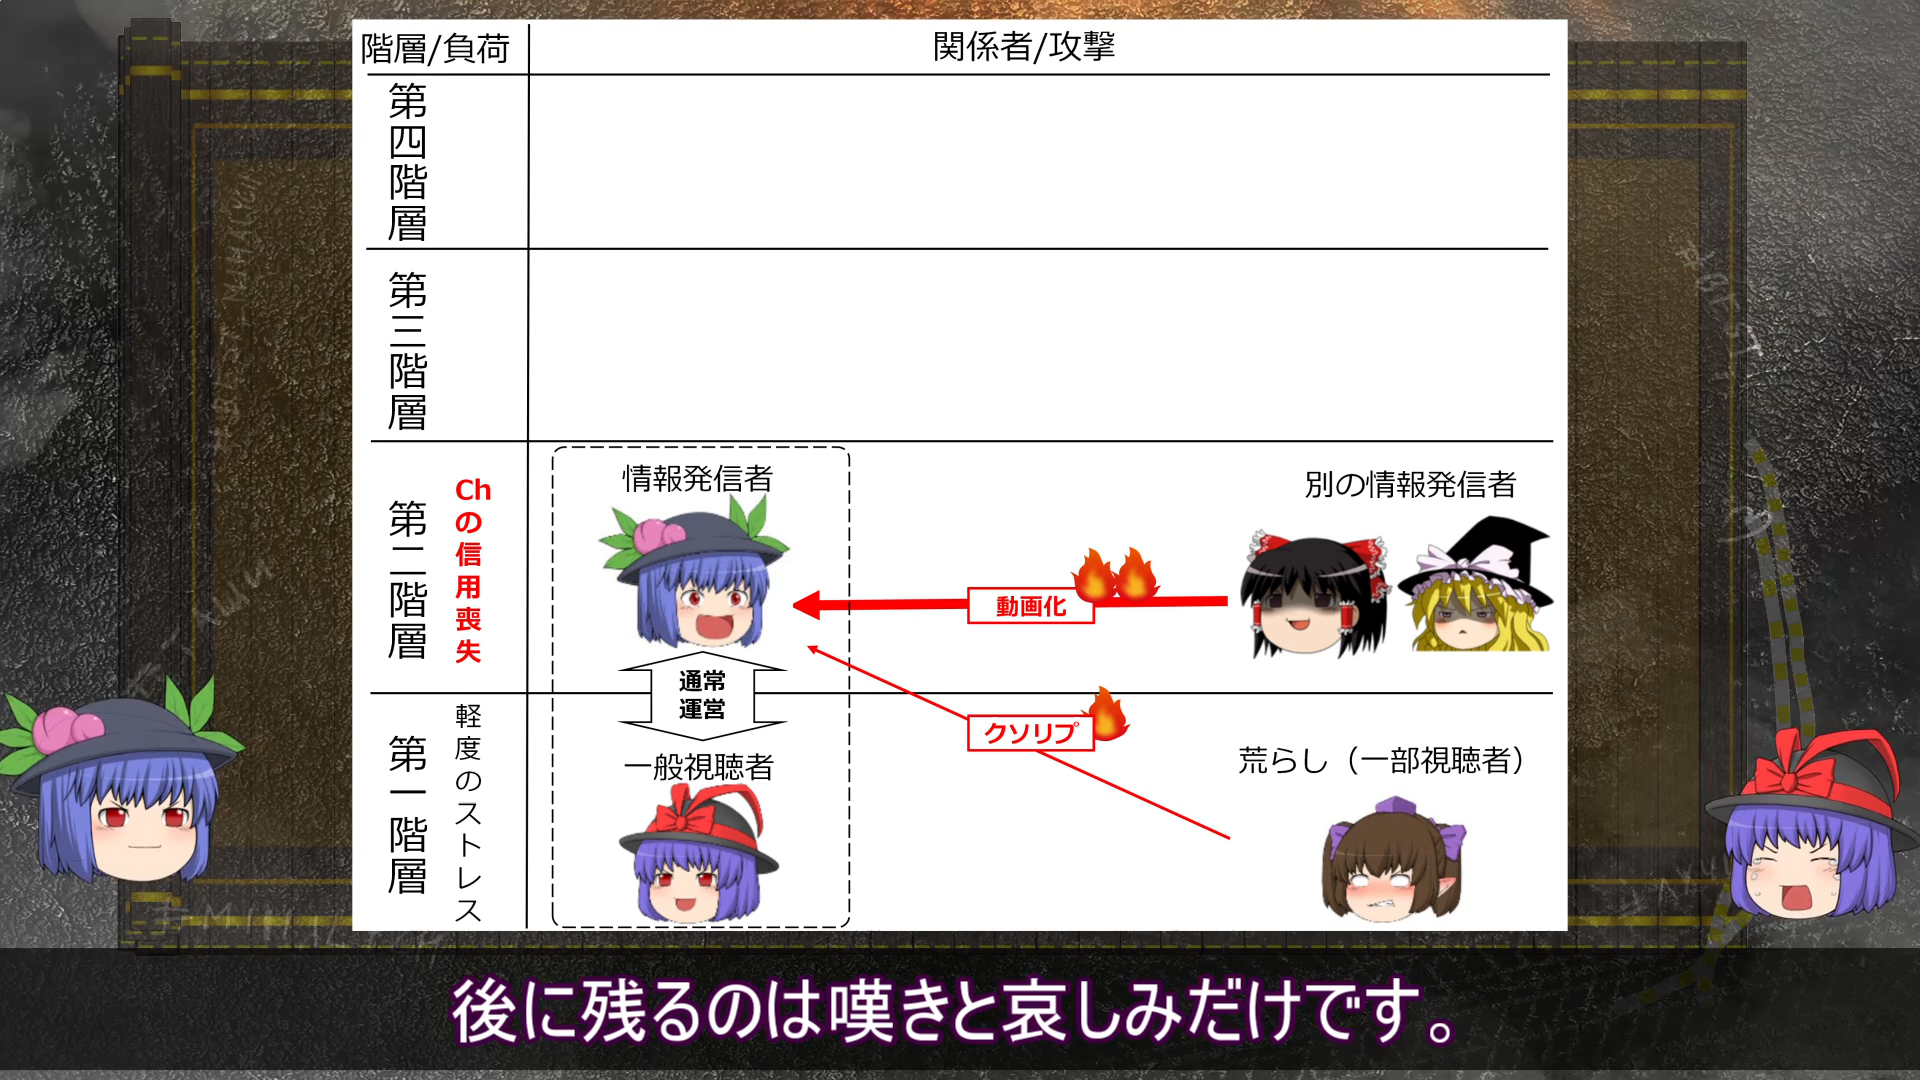 階層/負荷
関係者/攻撃
第四階層
第三階層
第二階層
Chの信用喪失
情報発信者
別の情報発信者
動画化
通常
運営
クソリプ
第一階層
軽度のストレス
一般視聴者
荒らし（一部視聴者）
後に残るのは嘆きと哀しみだけです。